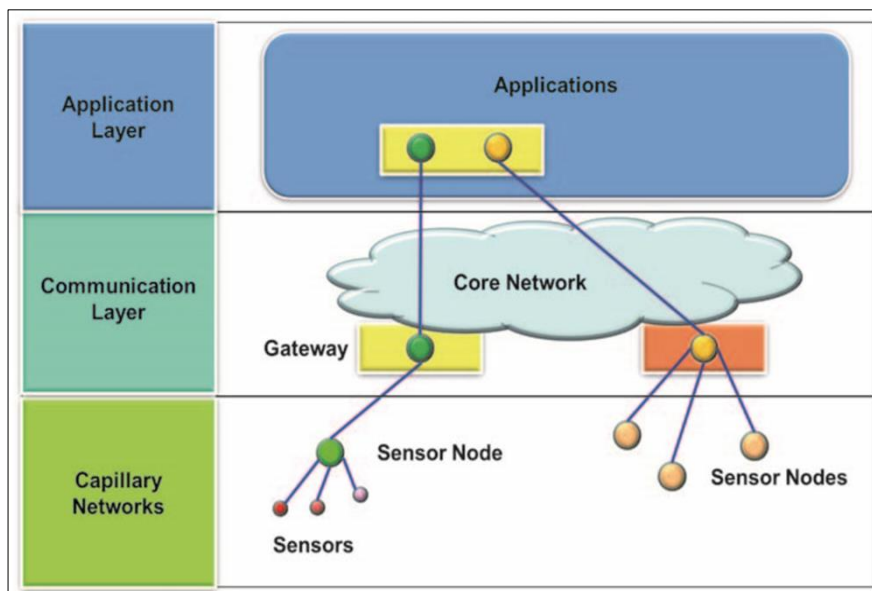 Application
Layer
Applications
Communication
Layer
Core Network
Gateway
Capillary
Networks
Sensor Node
Sensor Nodes
Sensors